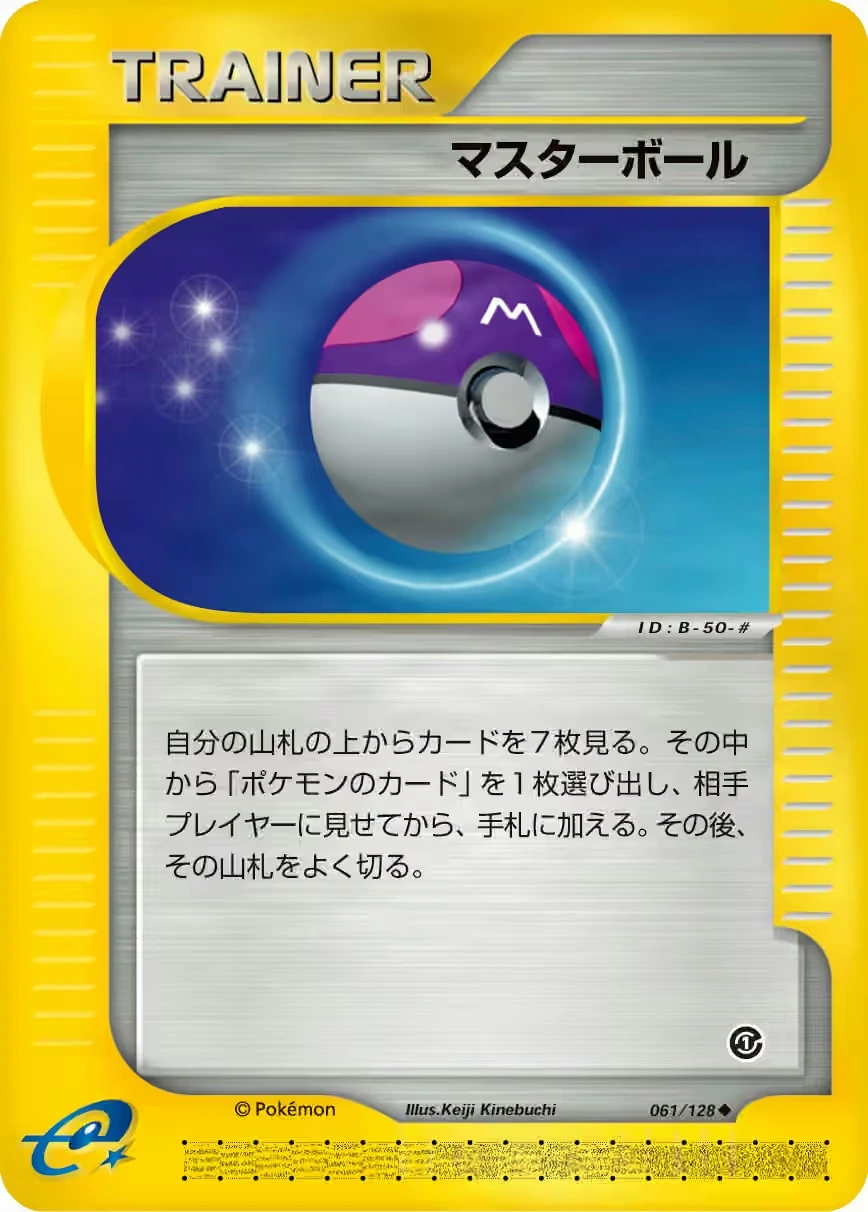 TRAINER
マスターボール
M
ID:B-50-#
自分の山札の上からカードを7枚見る。その中
から「ポケモンのカード」を1枚選び出し、相手
プレイヤーに見せてから、手札に加える。その後、
その山札をよく切る。
1
© Pokémon
Illus.Keiji Kinebuchi
061/128◆
e